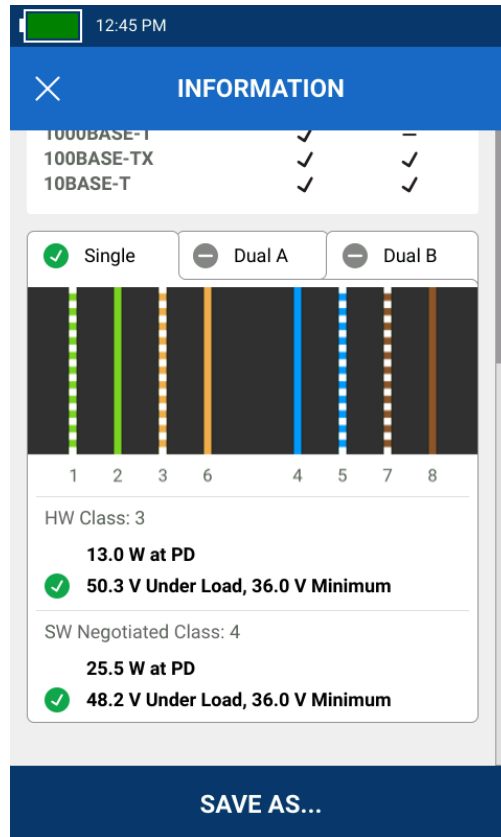 12:45 PM
INFORMATION
1000BASE-T
100BASE-TX
10BASE-T
Single Dual A Dual B
1 2 3 6 4 5 7 8
HW Class: 3
13.0 W at PD
50.3 V Under Load, 36.0 V Minimum
SW Negotiated Class: 4
25.5 W at PD
48.2 V Under Load, 36.0 V Minimum
SAVE AS...